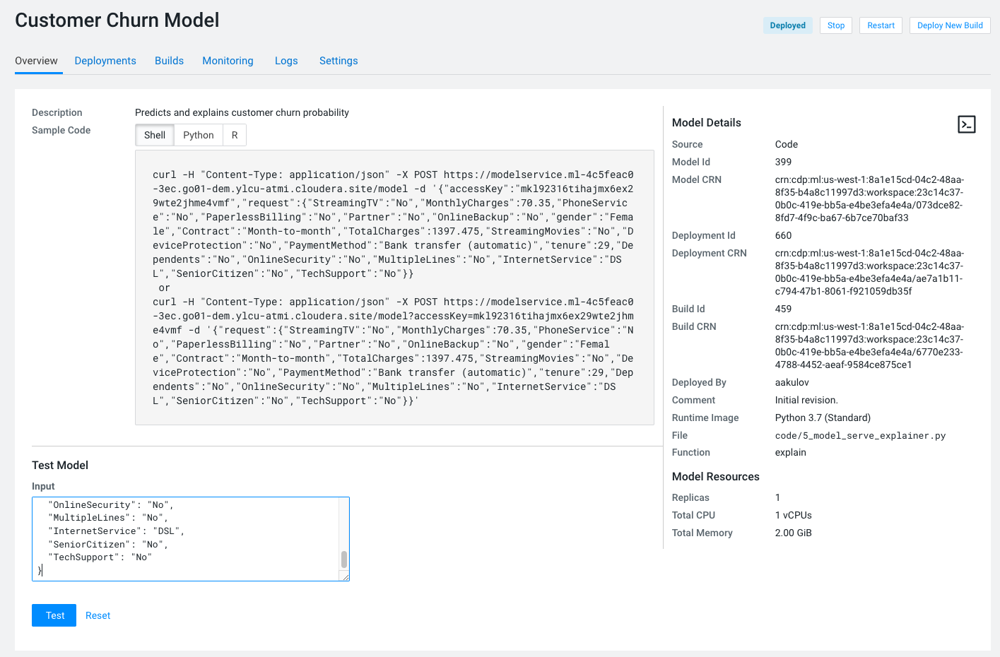 Customer Churn Model
Deployed
Stop
Restart
Deploy New Build
Overview
Deployments
Builds
Monitoring
Logs
Settings
Description
Predicts and explains customer churn probability
Sample Code
Shell
Python
R
curl -H "Content-Type: application/json" -X POST https://modelservice.ml-4c5feac0
-3ec.go01-dem.ylcu-atmi.cloudera.site/model -d '{"accessKey":"mkl92316tihajmx6ex2
9wte2jhme4vmf","request":{"StreamingTV":"No","MonthlyCharges":70.35,"PhoneServic
e":"No","PaperlessBilling":"No","Partner":"No","OnlineBackup":"No","gender":"Fema
le","Contract":"Month-to-month","TotalCharges":1397.475,"StreamingMovies":"No","D
eviceProtection":"No","PaymentMethod":"Bank transfer (automatic)","tenure":29,"De
pendents":"No","OnlineSecurity":"No","MultipleLines":"No","InternetService":"DS
L","SeniorCitizen":"No","TechSupport":"No"}}
or
curl -H "Content-Type: application/json" -X POST https://modelservice.ml-4c5feac0
-3ec.go01-dem.ylcu-atmi.cloudera.site/model?accessKey=mkl92316tihajmx6ex29wte2jhm
e4vmf -d '{"request":{"StreamingTV":"No","MonthlyCharges":70.35,"PhoneService":"N
o","PaperlessBilling":"No","Partner":"No","OnlineBackup":"No","gender":"Femal
e","Contract":"Month-to-month","TotalCharges":1397.475,"StreamingMovies":"No","De
viceProtection":"No","PaymentMethod":"Bank transfer (automatic)","tenure":29,"Dep
endents":"No","OnlineSecurity":"No","MultipleLines":"No","InternetService":"DS
L","SeniorCitizen":"No","TechSupport":"No"}}'
Test Model
Input
"OnlineSecurity": "No",
"MultipleLines": "No",
"InternetService": "DSL",
"SeniorCitizen": "No",
"TechSupport": "No"
}
Test
Reset
Model Details
Source
Code
Model Id
399
Model CRN
crn:cdp:ml:us-west-1:8a1e15cd-04c2-48aa-
8f35-b4a8c11997d3:workspace:23c14c37-
0b0c-419e-bb5a-e4be3efa4e4a/073dce82-
8fd7-4f9c-ba67-6b7ce70baf33
Deployment Id
660
Deployment CRN
crn:cdp:ml:us-west-1:8a1e15cd-04c2-48aa-
8f35-b4a8c11997d3:workspace:23c14c37-
0b0c-419e-bb5a-e4be3efa4e4a/ae7a1b11-
c794-47b1-8061-f921059db35f
Build Id
459
Build CRN
crn:cdp:ml:us-west-1:8a1e15cd-04c2-48aa-
8f35-b4a8c11997d3:workspace:23c14c37-
0b0c-419e-bb5a-e4be3efa4e4a/6770e233-
4788-4452-aeaf-9584ce875ce1
Deployed By
aakulov
Comment
Initial revision.
Runtime Image
Python 3.7 (Standard)
File
code/5_model_serve_explainer.py
Function
explain
Model Resources
Replicas
1
Total CPU
1 vCPUs
Total Memory
2.00 GiB